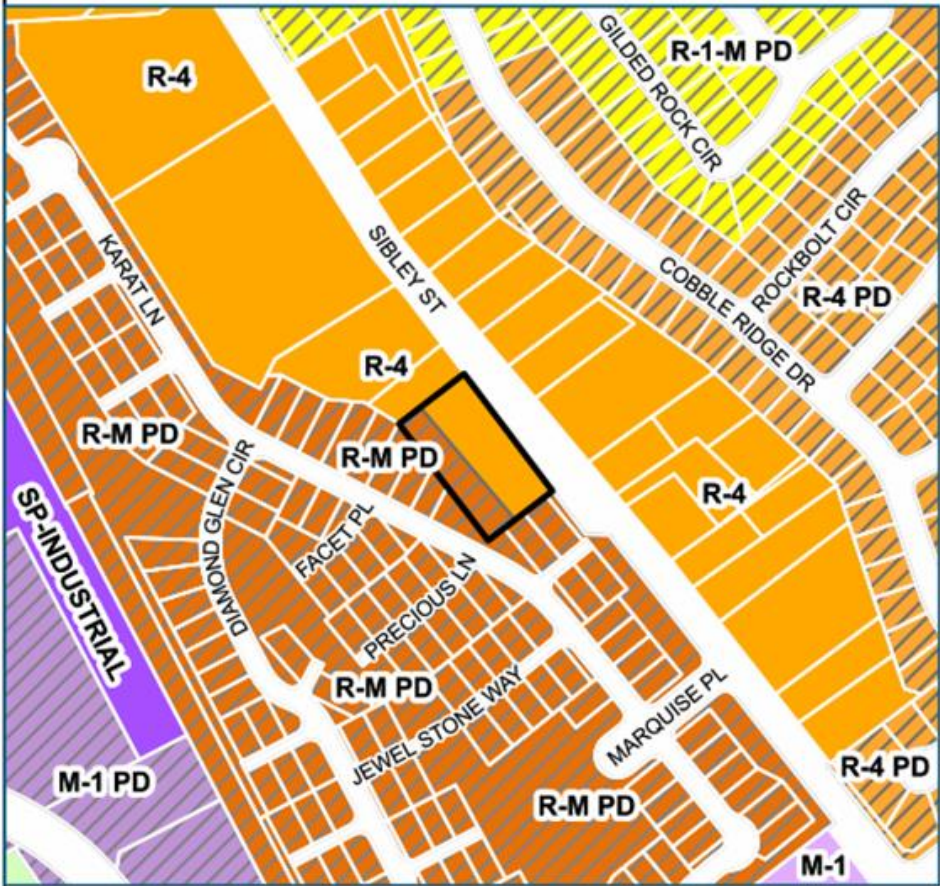 GILDED ROCK CIR
R-1-M PD
R-4
ROCKBOLT CIR
KARAT LN
SIBLEY ST
COBBLE RIDGE DR
R-4 PD
R-4
R-M PD
R-M PD
DIAMOND GLEN CIR
R-4
SP-INDUSTRIAL
FACET PL
PRECIOUS LN
R-M PD
JEWEL STONE WAY
MARQUISE PL
M-1 PD
R-4 PD
R-M PD
M-1